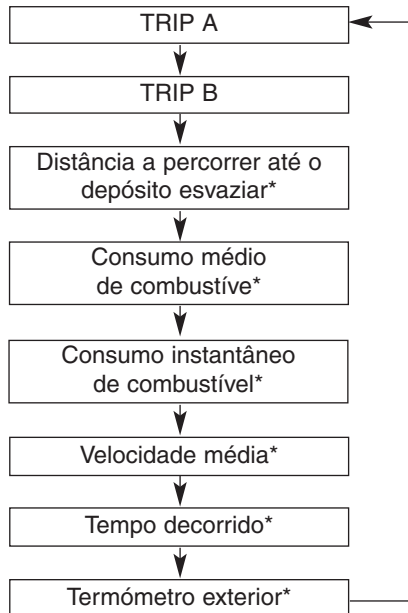 TRIP A
TRIP B
Distância a percorrer até o
depósito esvaziar*
Consumo médio
de combustíve*
Consumo instantâneo
de combustível*
Velocidade média*
Tempo decorrido*
Termómetro exterior*